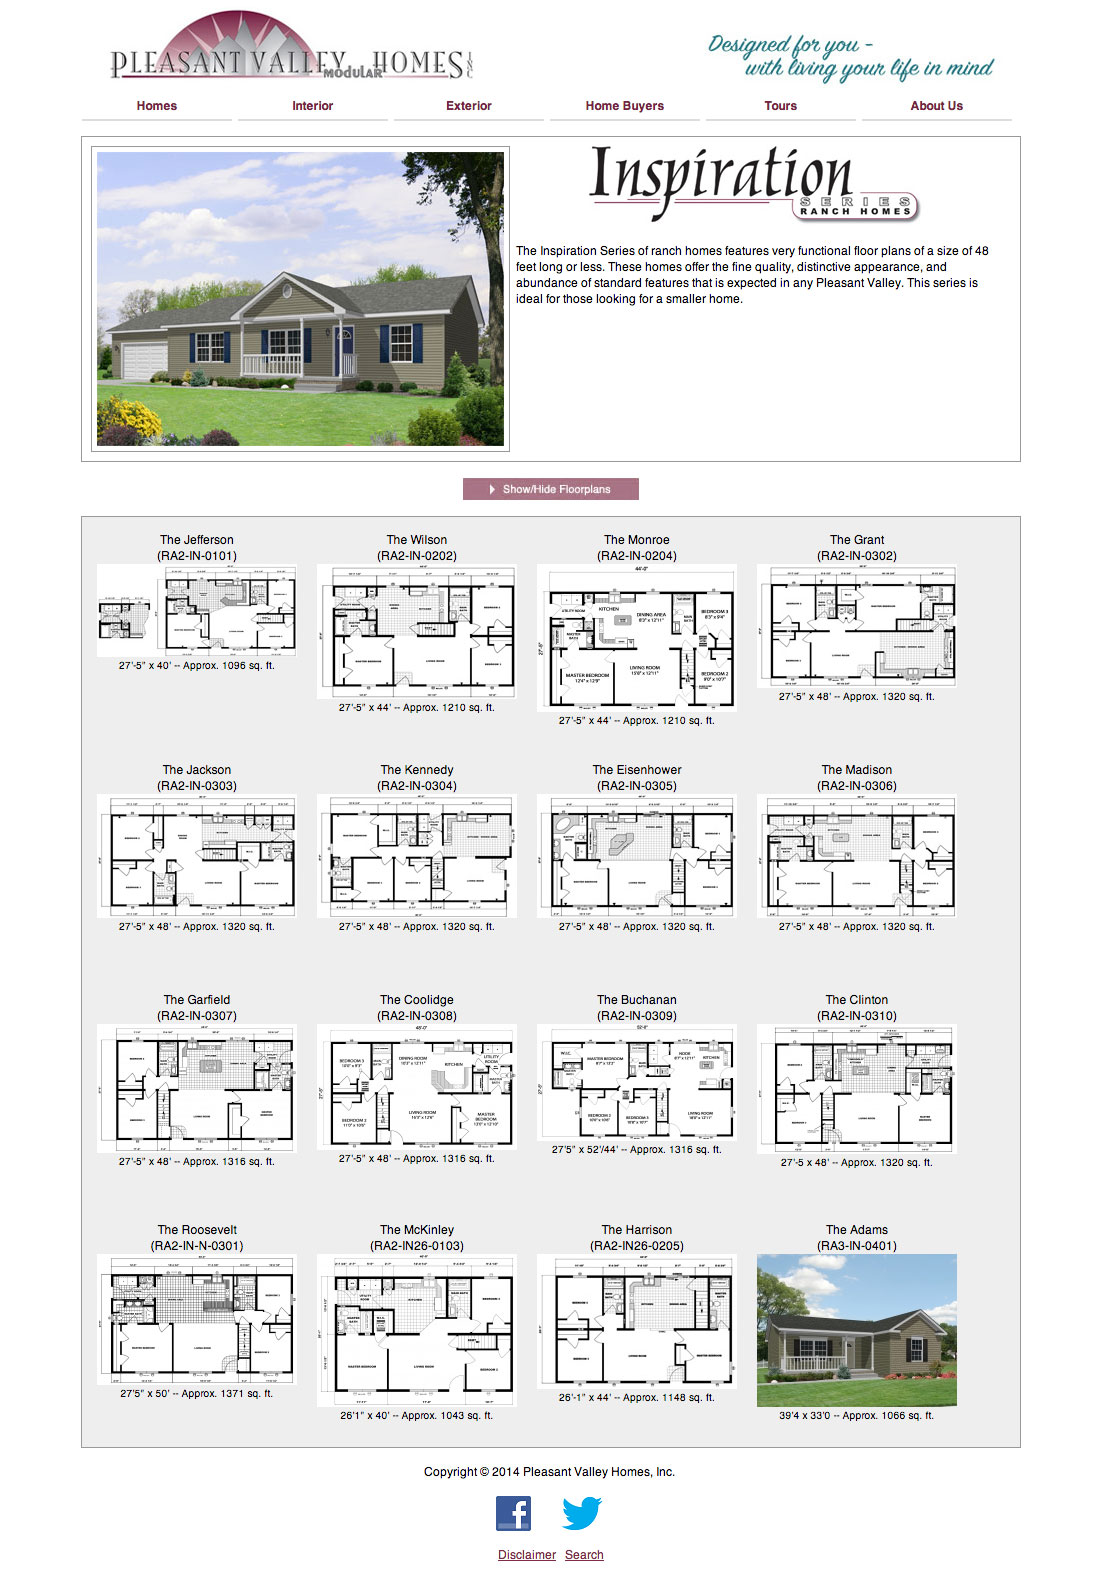 PLEASANT VALLEY HOMES INC
MODULAR
Designed for you -
with living your life in mind
Homes Interior Exterior Home Buyers Tours About Us
Inspiration
SERIES
RANCH HOMES
The Inspiration Series of ranch homes features very functional floor plans of a size of 48
feet long or less. These homes offer the fine quality, distinctive appearance, and
abundance of standard features that is expected in any Pleasant Valley. This series is
ideal for those looking for a smaller home.
Show/Hide Floorplans
The Jefferson
(RA2-IN-0101)
27'-5" x 40' -- Approx. 1096 sq. ft.
The Wilson
(RA2-IN-0202)
27'-5" x 44' -- Approx. 1210 sq. ft.
The Monroe
(RA2-IN-0204)
44'-0"
UTILITY ROOM
KITCHEN
DINING AREA
8'3" x 12'11"
BEDROOM 3
MASTER BATH
LIVING ROOM
MASTER BEDROOM
12'4" x 12'9"
BEDROOM 2
9'0" x 10'7"
27'-5" x 44' -- Approx. 1210 sq. ft.
The Grant
(RA2-IN-0302)
27'-5" x 48' -- Approx. 1320 sq. ft.
The Jackson
(RA2-IN-0303)
27'-5" x 48' -- Approx. 1320 sq. ft.
The Kennedy
(RA2-IN-0304)
27'-5" x 48' -- Approx. 1320 sq. ft.
The Eisenhower
(RA2-IN-0305)
27'-5" x 48' -- Approx. 1320 sq. ft.
The Madison
(RA2-IN-0306)
27'-5" x 48' -- Approx. 1320 sq. ft.
The Garfield
(RA2-IN-0307)
27'-5" x 48' -- Approx. 1316 sq. ft.
The Coolidge
(RA2-IN-0308)
48'-0"
BEDROOM 3
DINING ROOM
KITCHEN
UTILITY ROOM
LIVING ROOM
BEDROOM 2
MASTER BEDROOM
27'-5" x 48' -- Approx. 1316 sq. ft.
The Buchanan
(RA2-IN-0309)
52'-0"
W.I.C.
MASTER BEDROOM
NOOK
KITCHEN
BEDROOM 2
BEDROOM 3
LIVING ROOM
27'5" x 52'/44' -- Approx. 1316 sq. ft.
The Clinton
(RA2-IN-0310)
27'-5 x 48' -- Approx. 1320 sq. ft.
The Roosevelt
(RA2-IN-N-0301)
27'5" x 50' -- Approx. 1371 sq. ft.
The McKinley
(RA2-IN26-0103)
26'1" x 40' -- Approx. 1043 sq. ft.
The Harrison
(RA2-IN26-0205)
26'-1" x 44' -- Approx. 1148 sq. ft.
The Adams
(RA3-IN-0401)
39'4 x 33'0 -- Approx. 1066 sq. ft.
Copyright © 2014 Pleasant Valley Homes, Inc.
Disclaimer Search